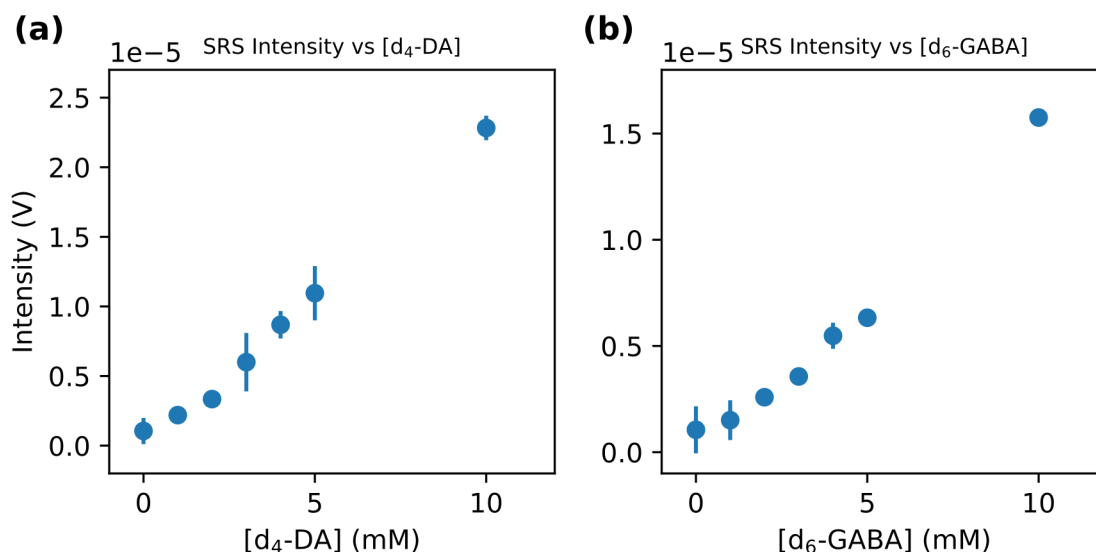 (a)
1e−5
SRS Intensity vs [d₄-DA]
Intensity (V)
2.5
2.0
1.5
1.0
0.5
0.0
0 5 10
[d₄-DA] (mM)
(b)
1e−5
SRS Intensity vs [d₆-GABA]
1.5
1.0
0.5
0.0
0 5 10
[d₆-GABA] (mM)